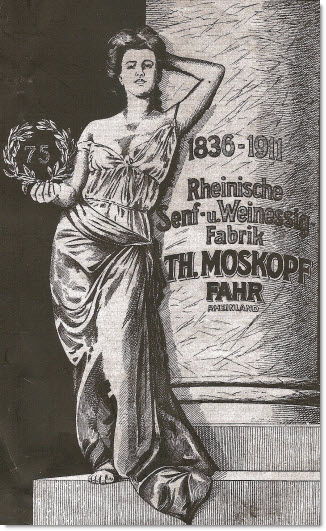 75
1836-1911
Rheinische
Senf-u.Weinessig
Fabrik
TH. MOSKOPF
FAHR
RHEINLAND